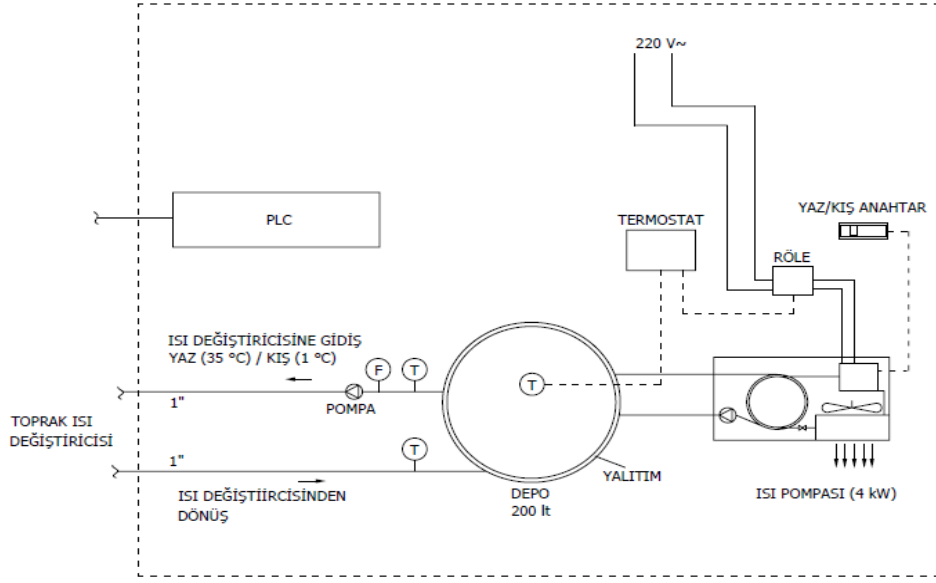 220 V~
YAZ/KIŞ ANAHTAR
TERMOSTAT
PLC
RÖLE
ISI DEĞİŞTİRİCİSİNE GİDİŞ
YAZ (35 °C) / KIŞ (1 °C)
F
T
T
1"
POMPA
TOPRAK ISI
DEĞİŞTİRİCİSİ
T
1"
YALITIM
ISI DEĞİŞTİİRCİSİNDEN
DÖNÜŞ
DEPO
200 lt
ISI POMPASI (4 kW)